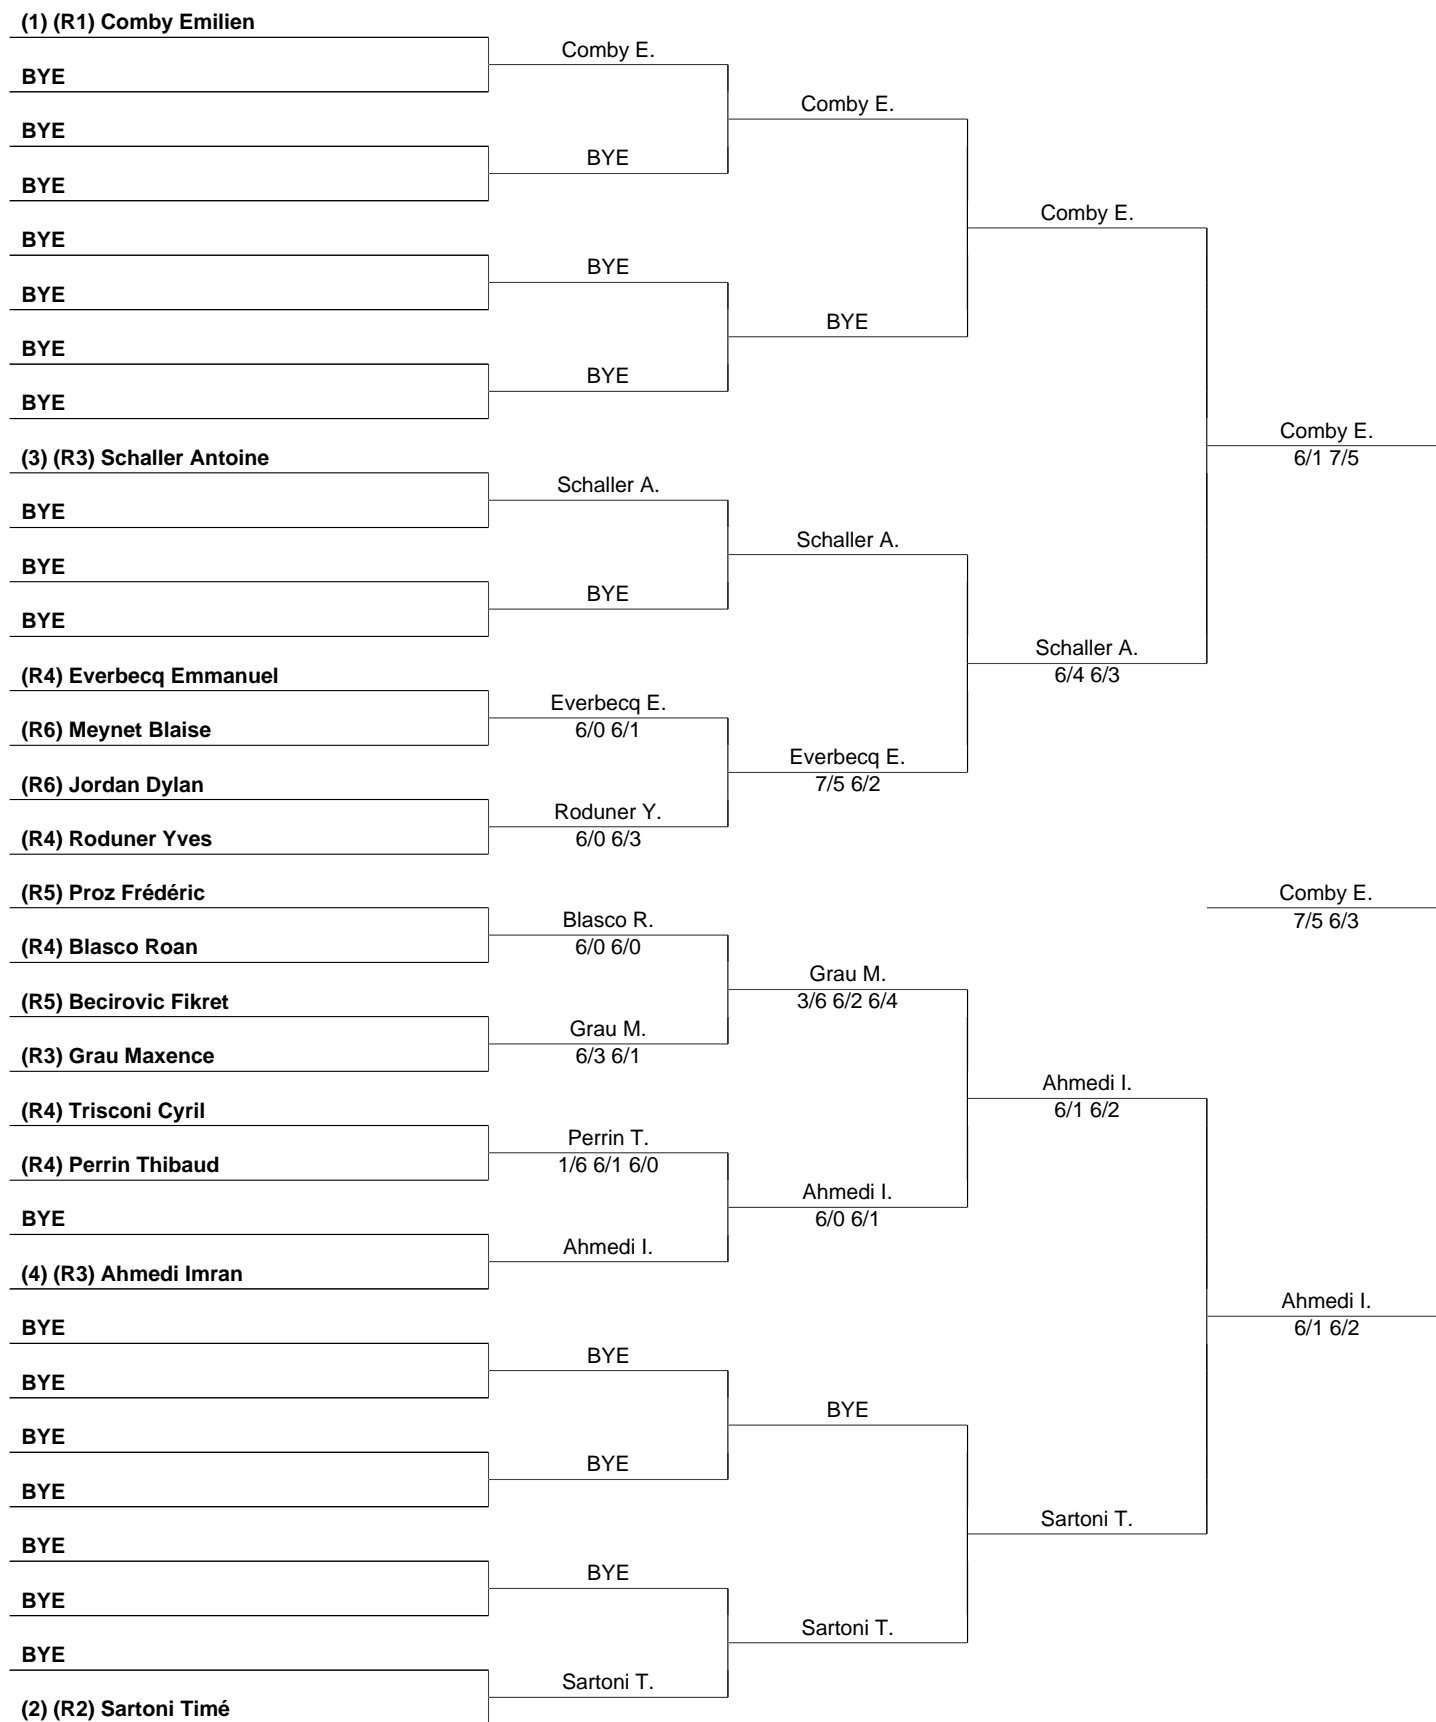 (1) (R1) Comby Emilien
Comby E.
BYE
Comby E.
BYE
BYE
BYE
Comby E.
BYE
BYE
BYE
BYE
BYE
BYE
BYE
Comby E.
6/1 7/5
(3) (R3) Schaller Antoine
Schaller A.
BYE
Schaller A.
BYE
BYE
BYE
Schaller A.
6/4 6/3
(R4) Everbecq Emmanuel
Everbecq E.
6/0 6/1
(R6) Meynet Blaise
Everbecq E.
7/5 6/2
(R6) Jordan Dylan
Roduner Y.
6/0 6/3
(R4) Roduner Yves
(R5) Proz Frédéric
Comby E.
7/5 6/3
Blasco R.
6/0 6/0
(R4) Blasco Roan
Grau M.
3/6 6/2 6/4
(R5) Becirovic Fikret
Grau M.
6/3 6/1
(R3) Grau Maxence
Ahmedi I.
6/1 6/2
(R4) Trisconi Cyril
Perrin T.
1/6 6/1 6/0
(R4) Perrin Thibaud
Ahmedi I.
6/0 6/1
BYE
Ahmedi I.
(4) (R3) Ahmedi Imran
Ahmedi I.
6/1 6/2
BYE
BYE
BYE
BYE
BYE
BYE
BYE
Sartoni T.
BYE
BYE
BYE
Sartoni T.
BYE
Sartoni T.
(2) (R2) Sartoni Timé